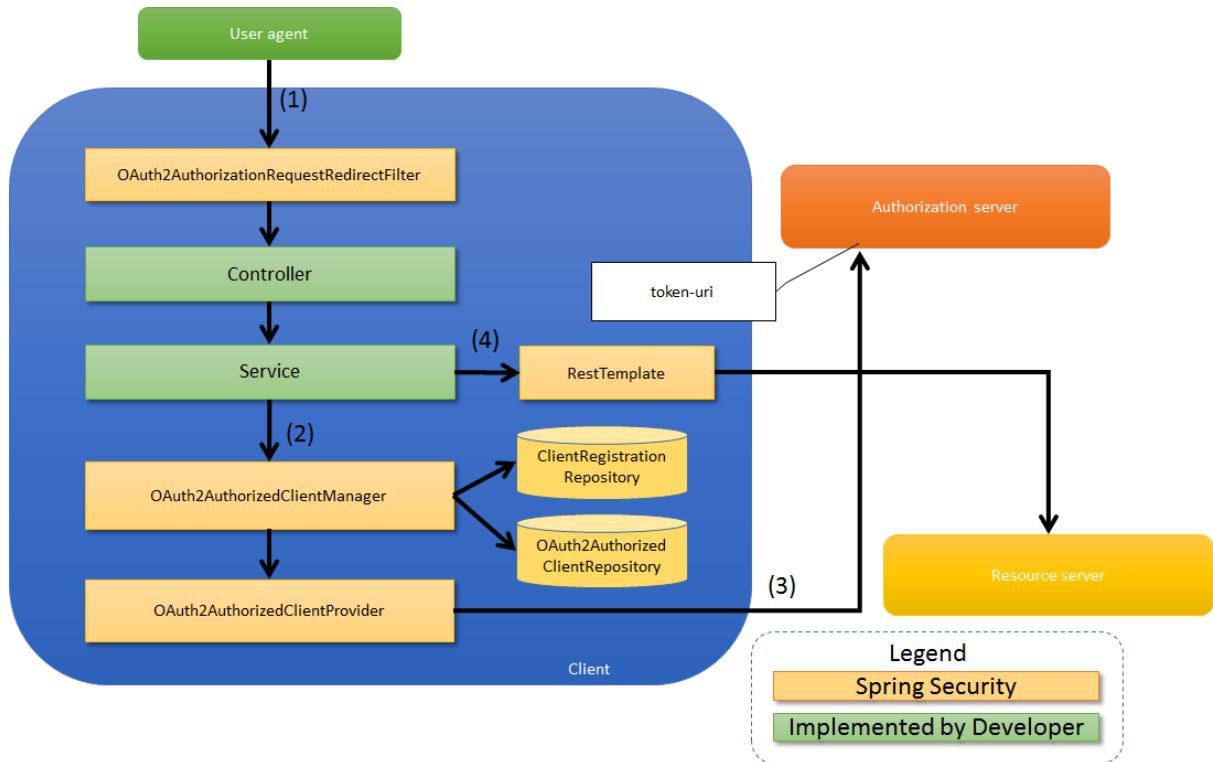 User agent
(1)
OAuth2AuthorizationRequestRedirectFilter
Authorization server
Controller
token-uri
(4)
Service
RestTemplate
(2)
ClientRegistration
Repository
OAuth2AuthorizedClientManager
OAuth2Authorized
ClientRepository
Resource server
(3)
OAuth2AuthorizedClientProvider
Client
Legend
Spring Security
Implemented by Developer